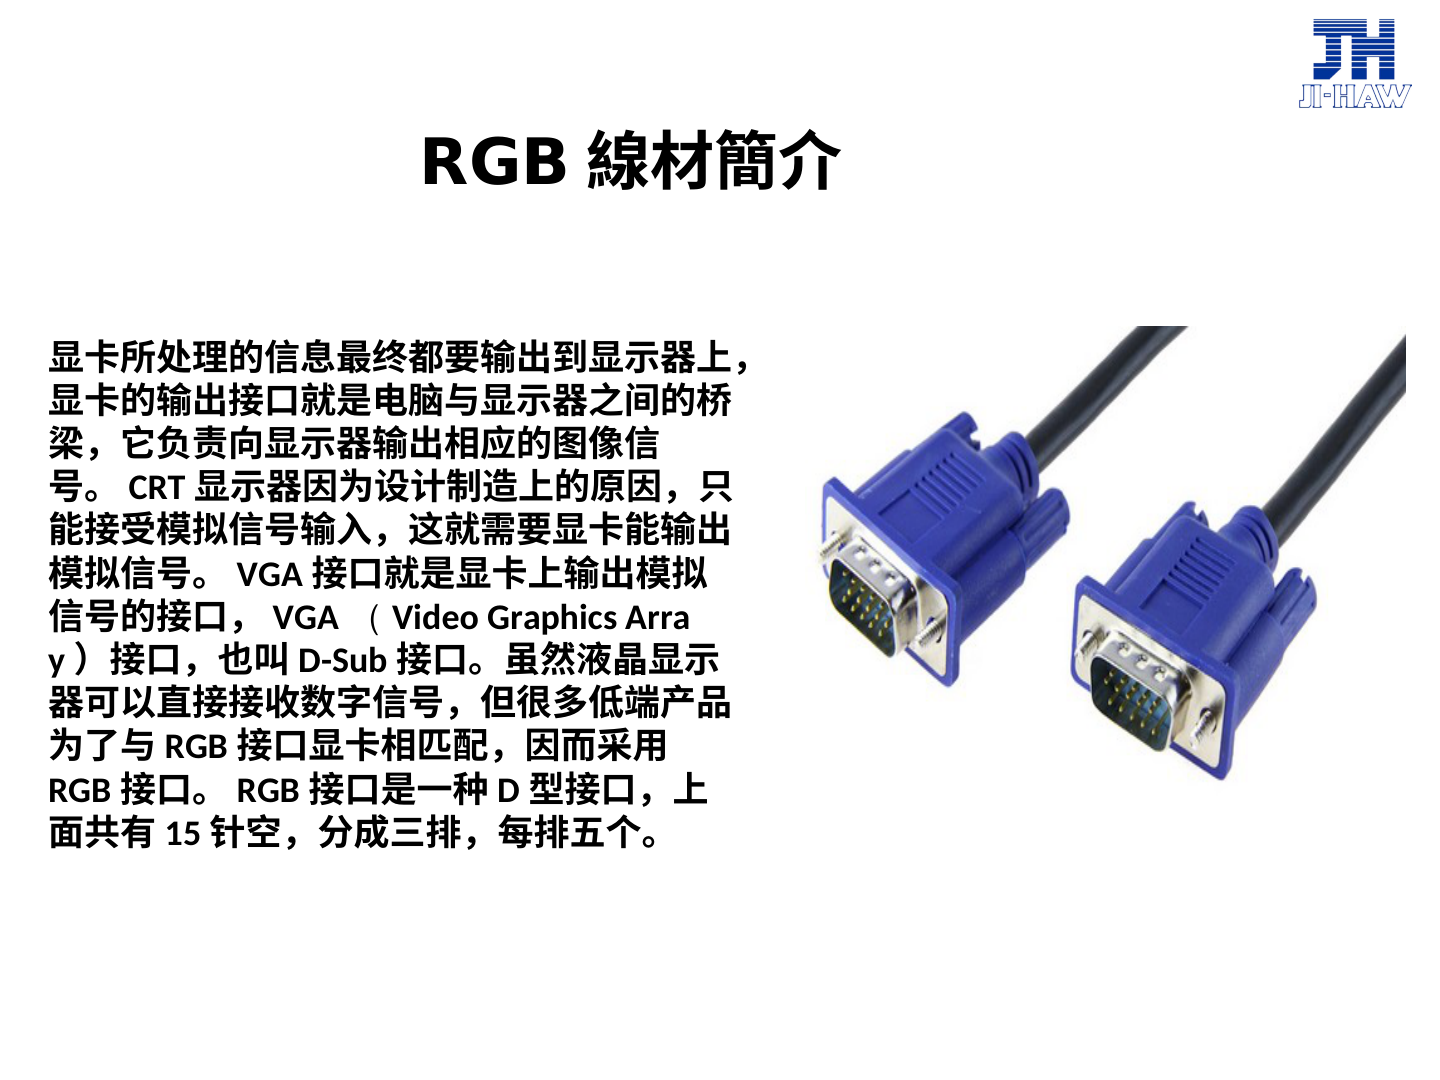 JI-HAW
RGB 線材簡介
显卡所处理的信息最终都要输出到显示器上，
显卡的输出接口就是电脑与显示器之间的桥
梁，它负责向显示器输出相应的图像信
号。 CRT 显示器因为设计制造上的原因，只
能接受模拟信号输入，这就需要显卡能输出
模拟信号。 VGA 接口就是显卡上输出模拟
信号的接口， VGA （ Video Graphics Arra
y ）接口，也叫 D-Sub 接口。虽然液晶显示
器可以直接接收数字信号，但很多低端产品
为了与 RGB 接口显卡相匹配，因而采用
RGB 接口。 RGB 接口是一种 D 型接口，上
面共有 15 针空，分成三排，每排五个。